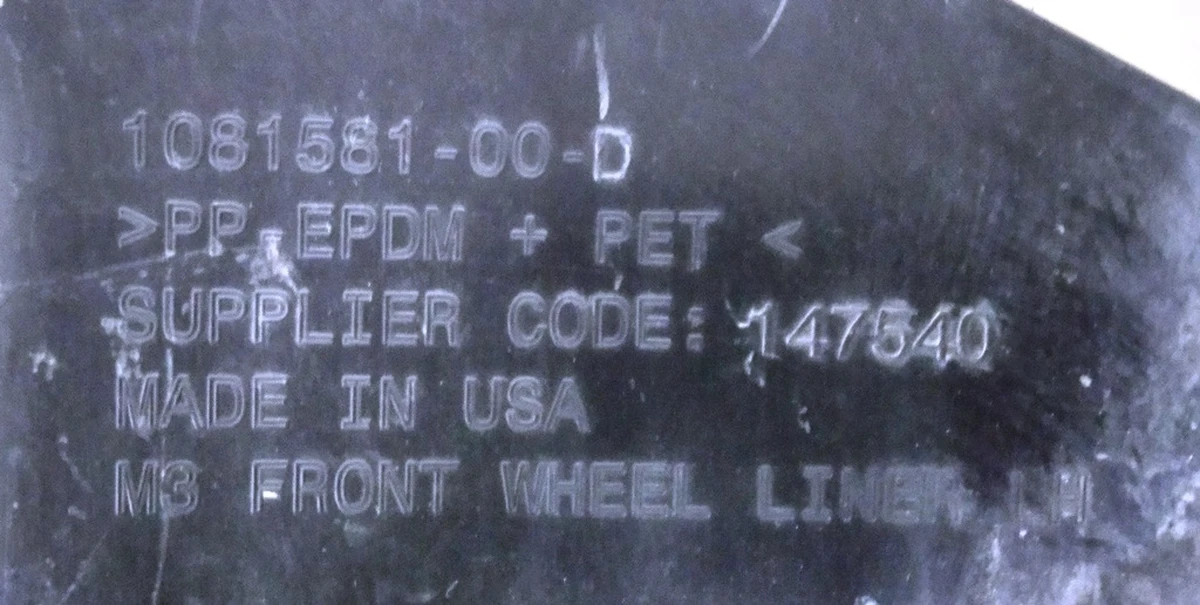 1081581-00-D
>PP-EPDM + PET <
SUPPLIER CODE: 147540
MADE IN USA
M3 FRONT WHEEL LINER LH